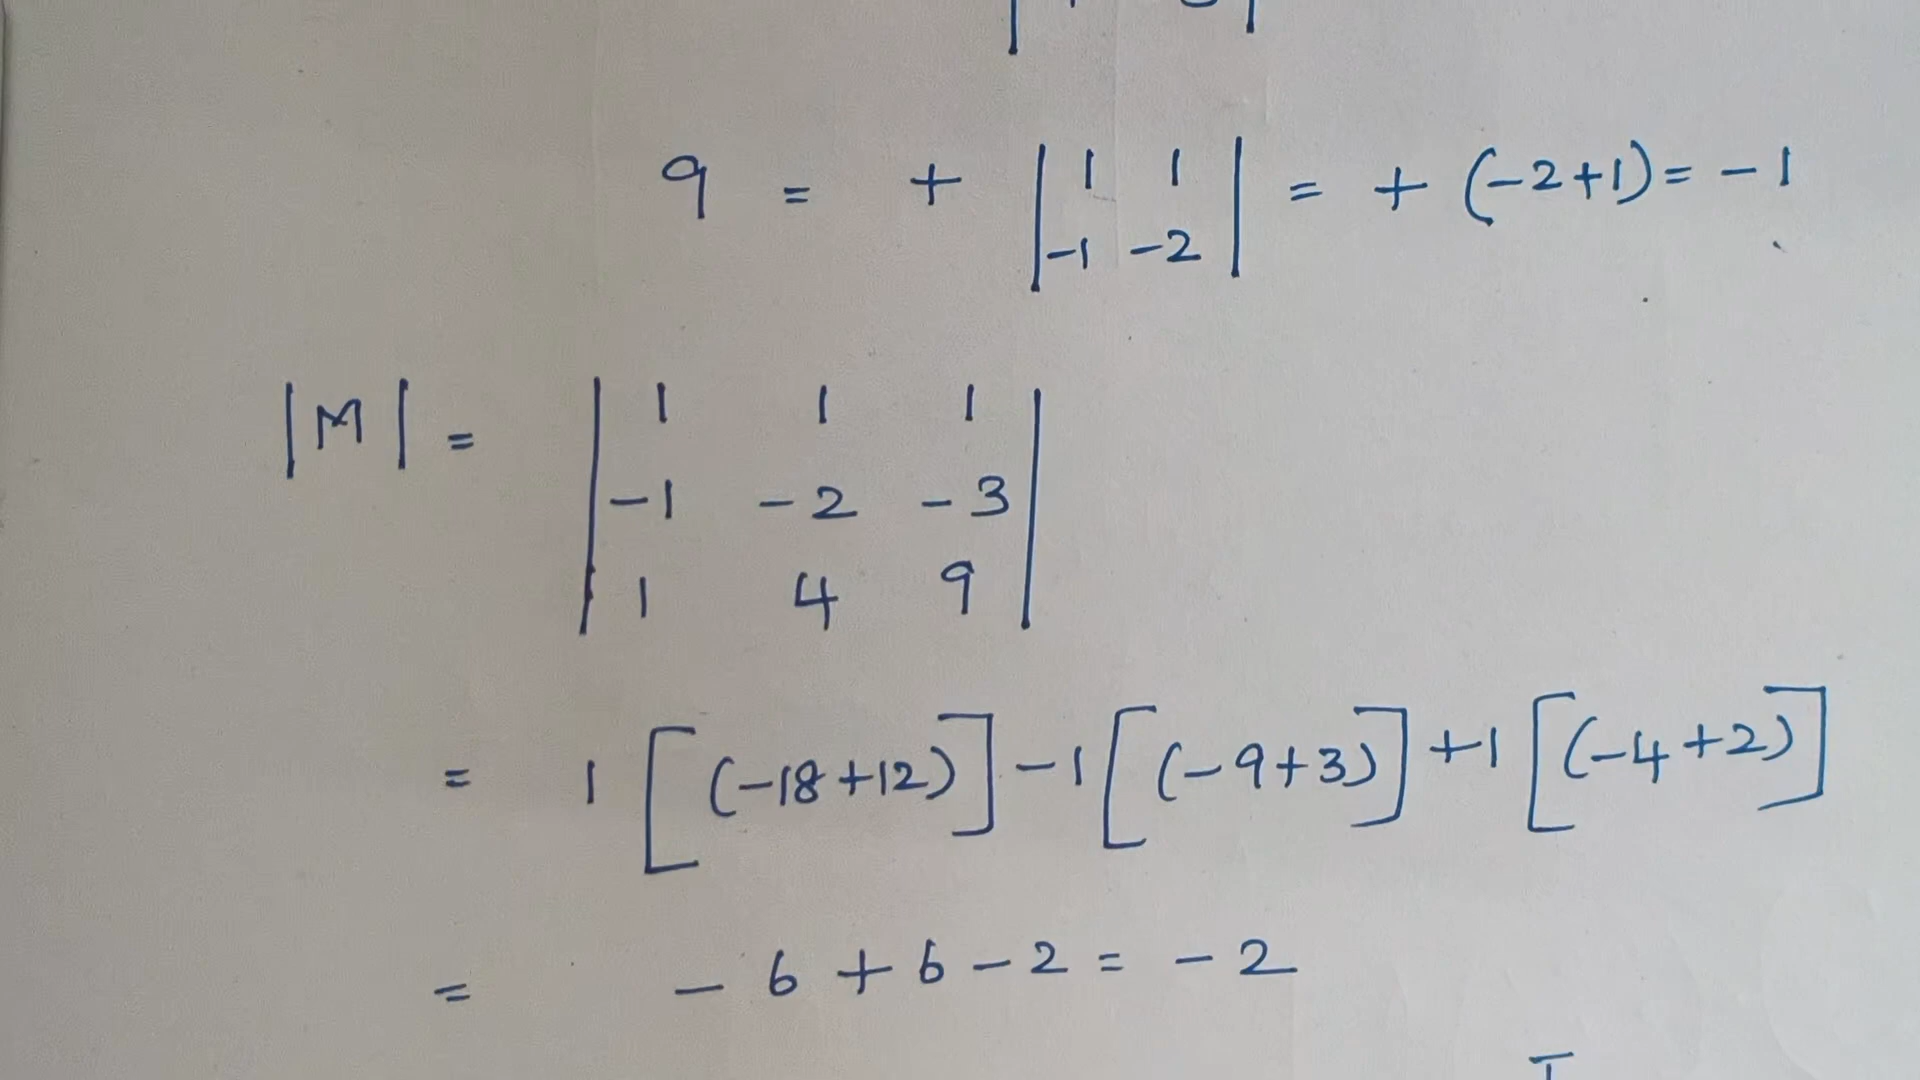 9 = + | 1 1 | = + (-2+1) = -1
| -1 -2 |
|M| = | 1 1 1 |
| -1 -2 -3 |
| 1 4 9 |
= 1 [(-18+12)] -1 [(-9+3)] +1 [(-4+2)]
= -6+6-2 = -2